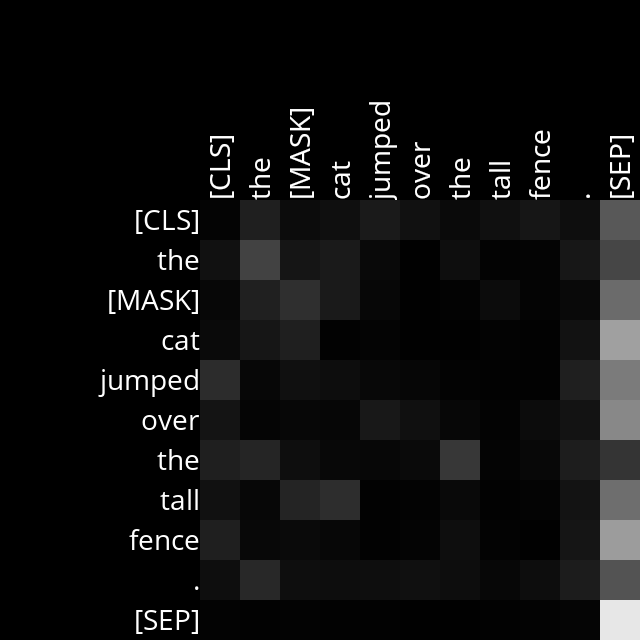 [CLS] the [MASK] cat jumped over the tall fence . [SEP]
[CLS]
the
[MASK]
cat
jumped
over
the
tall
fence
.
[SEP]